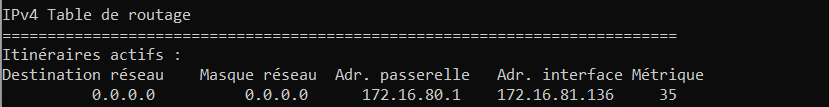 IPv4 Table de routage
===========================================================================
Itinéraires actifs :
Destination réseau    Masque réseau  Adr. passerelle   Adr. interface Métrique
          0.0.0.0          0.0.0.0      172.16.80.1    172.16.81.136     35